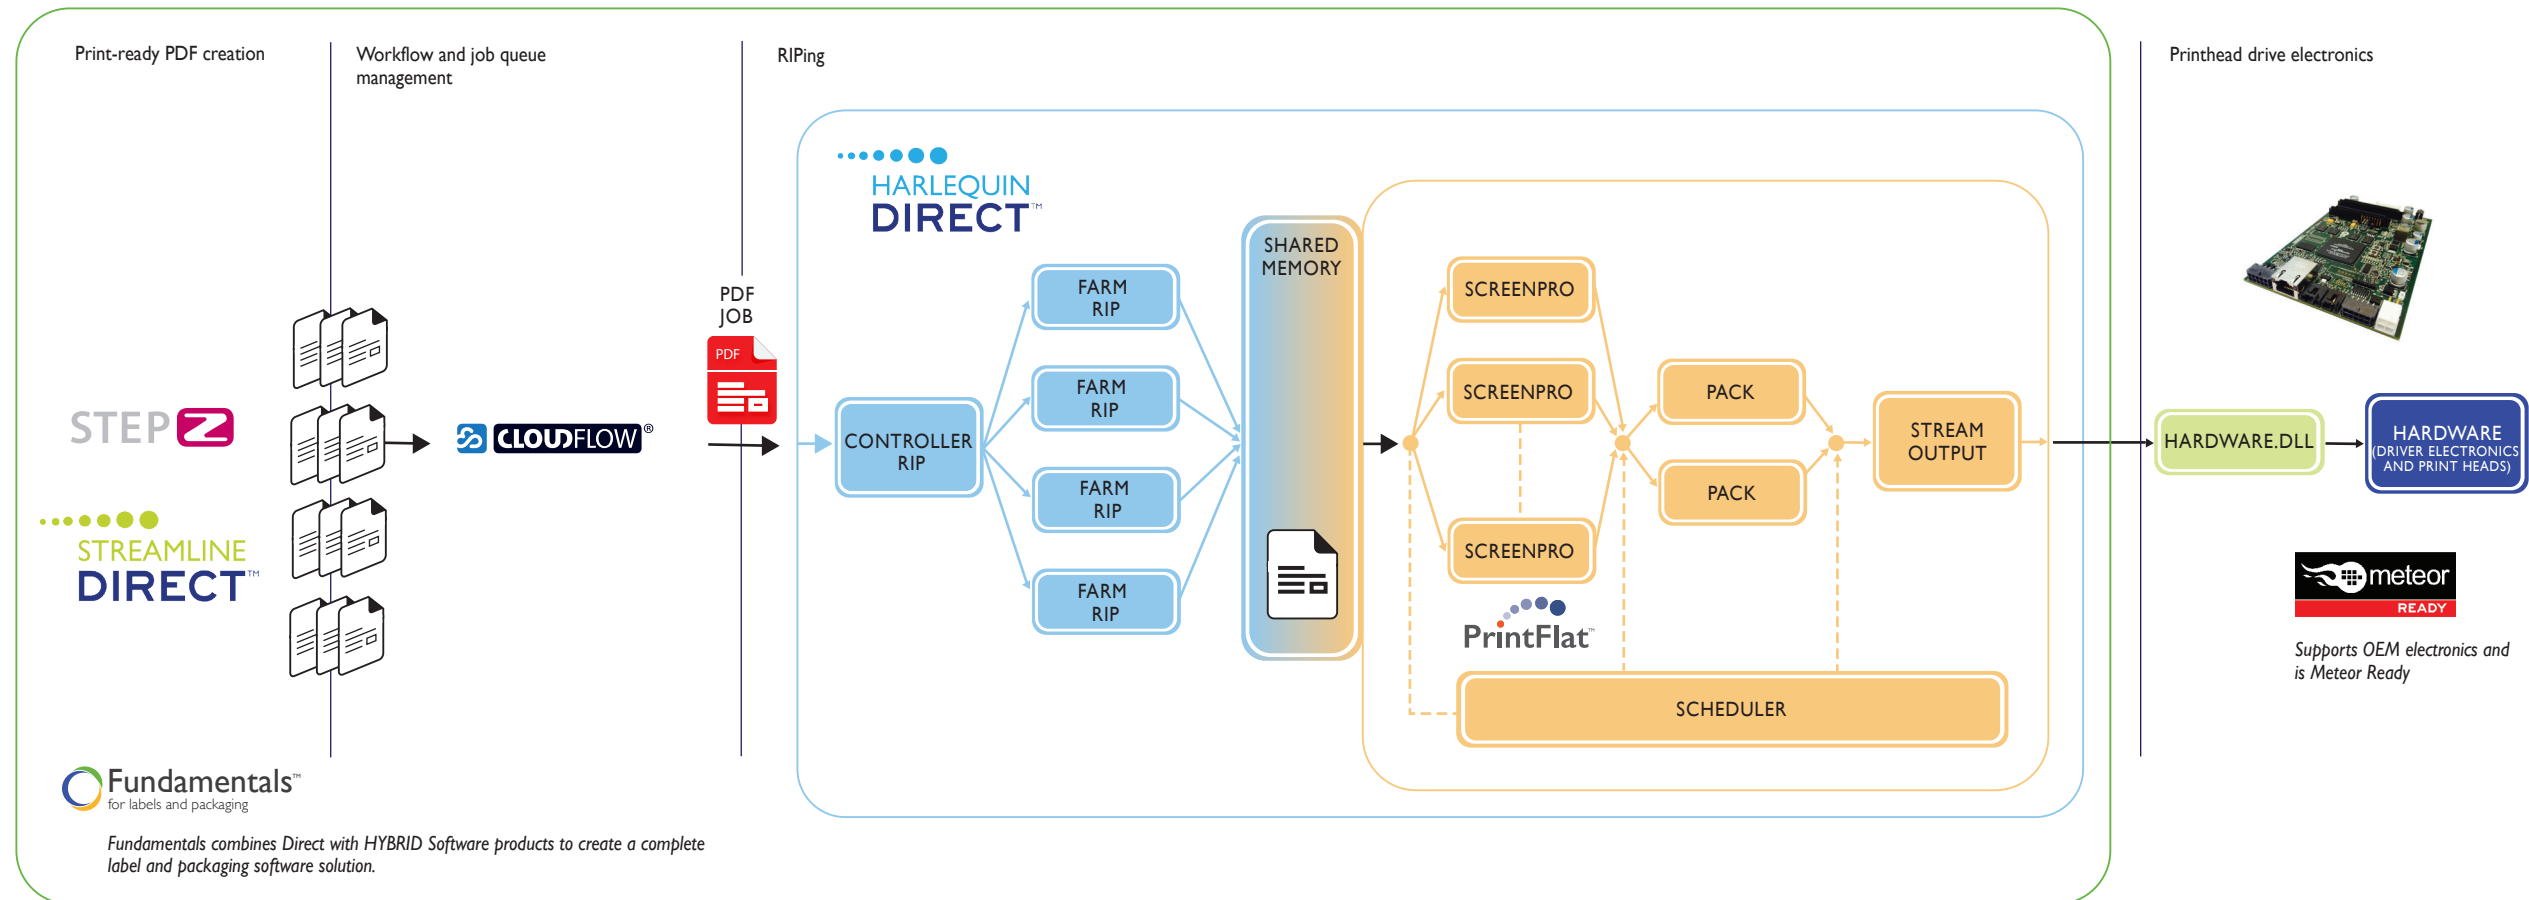 Print-ready PDF creation
Workflow and job queue
management
RIPing
Printhead drive electronics
HARLEQUIN
DIRECT™
STEP Z
STREAMLINE
DIRECT™
CLOUDFLOW®
PDF
JOB
PDF
CONTROLLER
RIP
FARM
RIP
FARM
RIP
FARM
RIP
FARM
RIP
SHARED
MEMORY
SCREENPRO
SCREENPRO
SCREENPRO
PrintFlat™
PACK
PACK
STREAM
OUTPUT
SCHEDULER
HARDWARE.DLL
HARDWARE
(DRIVER ELECTRONICS
AND PRINT HEADS)
meteor
READY
Supports OEM electronics and
is Meteor Ready
Fundamentals™
for labels and packaging
Fundamentals combines Direct with HYBRID Software products to create a complete
label and packaging software solution.